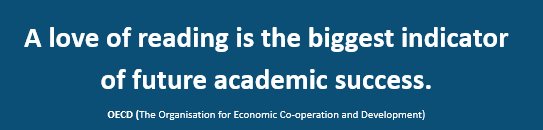 A love of reading is the biggest indicator
of future academic success.
OECD (The Organisation for Economic Co-operation and Development)